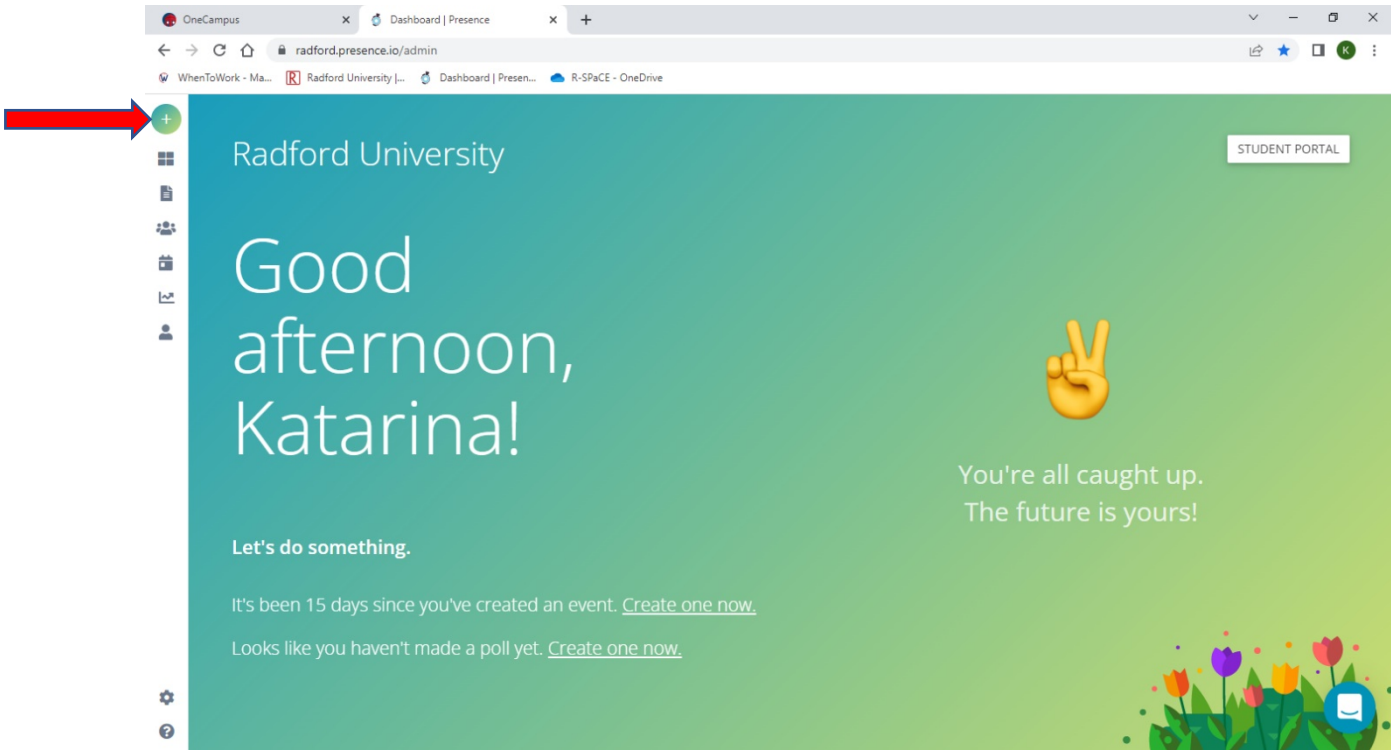 OneCampus
Dashboard | Presence
radford.presence.io/admin
K
WhenToWork - Ma...
R
Radford University |...
Dashboard | Presen...
R-SPaCE - OneDrive
Radford University
STUDENT PORTAL
Good
afternoon,
Katarina!
You're all caught up.
The future is yours!
Let's do something.
It's been 15 days since you've created an event. Create one now.
Looks like you haven't made a poll yet. Create one now.